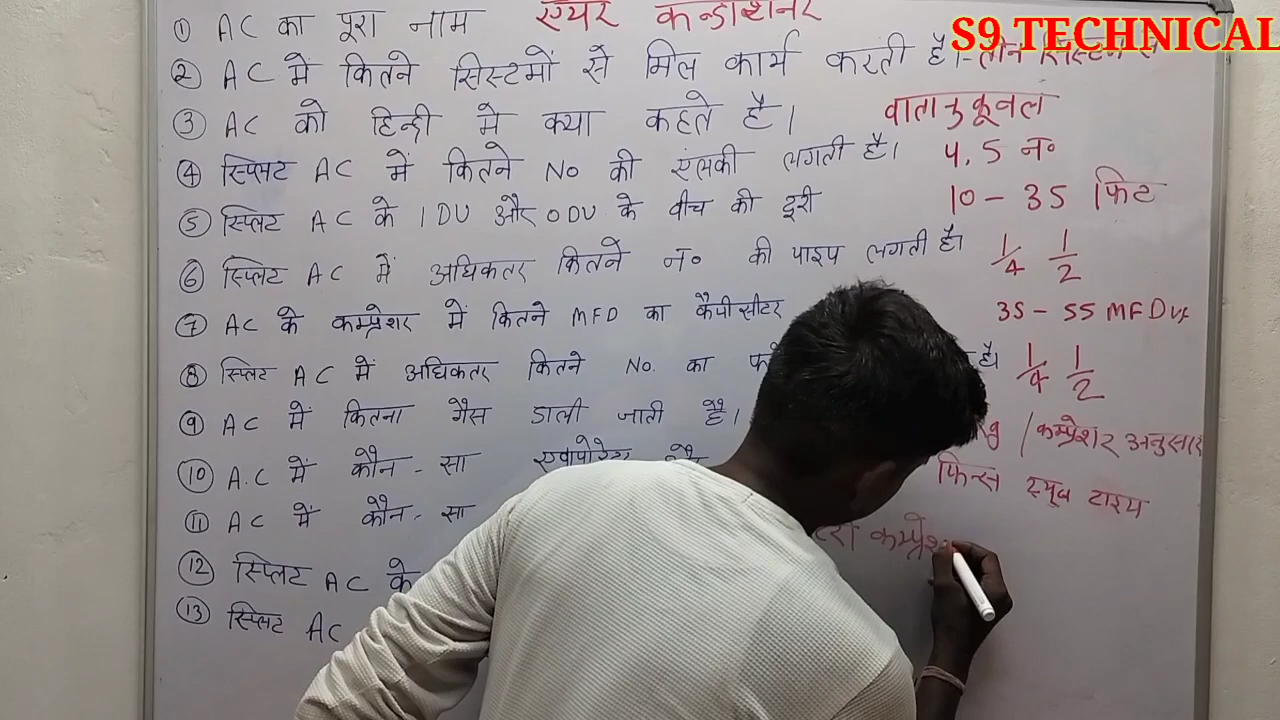 ① AC का पूरा नाम एयर कन्डीशनर
S9 TECHNICAL
② AC में कितने सिस्टमों से मिल कार्य करती है।- तीन सिस्टम से
③ AC को हिन्दी मे क्या कहते है। वातानुकूवल
④ स्प्लिट AC में कितने No की एलकी लगती है। 4, 5 न०
⑤ स्प्लिट AC के IDU और ODU के बीच की दूरी 10 - 35 फिट
⑥ स्प्लिट AC में अधिकतर कितने न० की पाइप लगती है। 1/4 1/2
⑦ AC के कम्प्रेशर में कितने MFD का कैपीसीटर 35 - 55 MFD
⑧ स्प्लिट AC में अधिकतर कितने No. का है। 1/4 1/2
⑨ AC में कितना गैस डाली जाती है। कम्प्रेशर अनुसार
⑩ A.C में कौन - सा एवापोरेटर फिन्स ट्यूब टाइप
⑪ AC में कौन - सा कम्प्रेश
⑫ स्प्लिट AC के
⑬ स्प्लिट AC